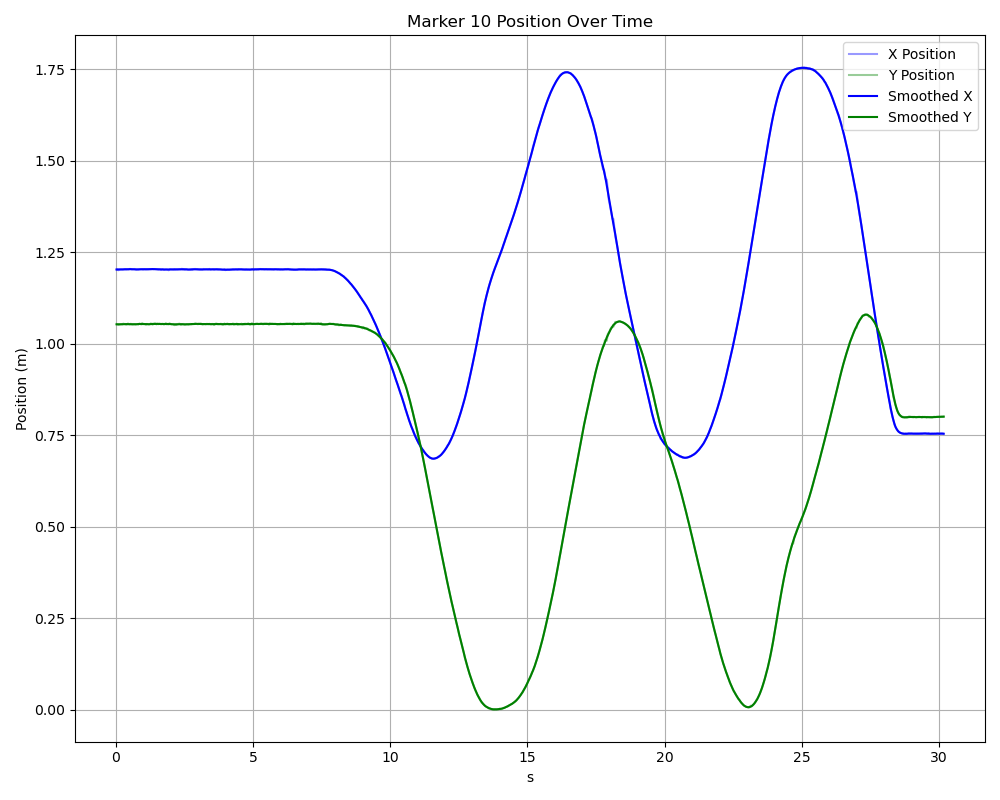 Marker 10 Position Over Time
X Position
Y Position
Smoothed X
Smoothed Y
Position (m)
1.75
1.50
1.25
1.00
0.75
0.50
0.25
0.00
0 5 10 15 20 25 30
s